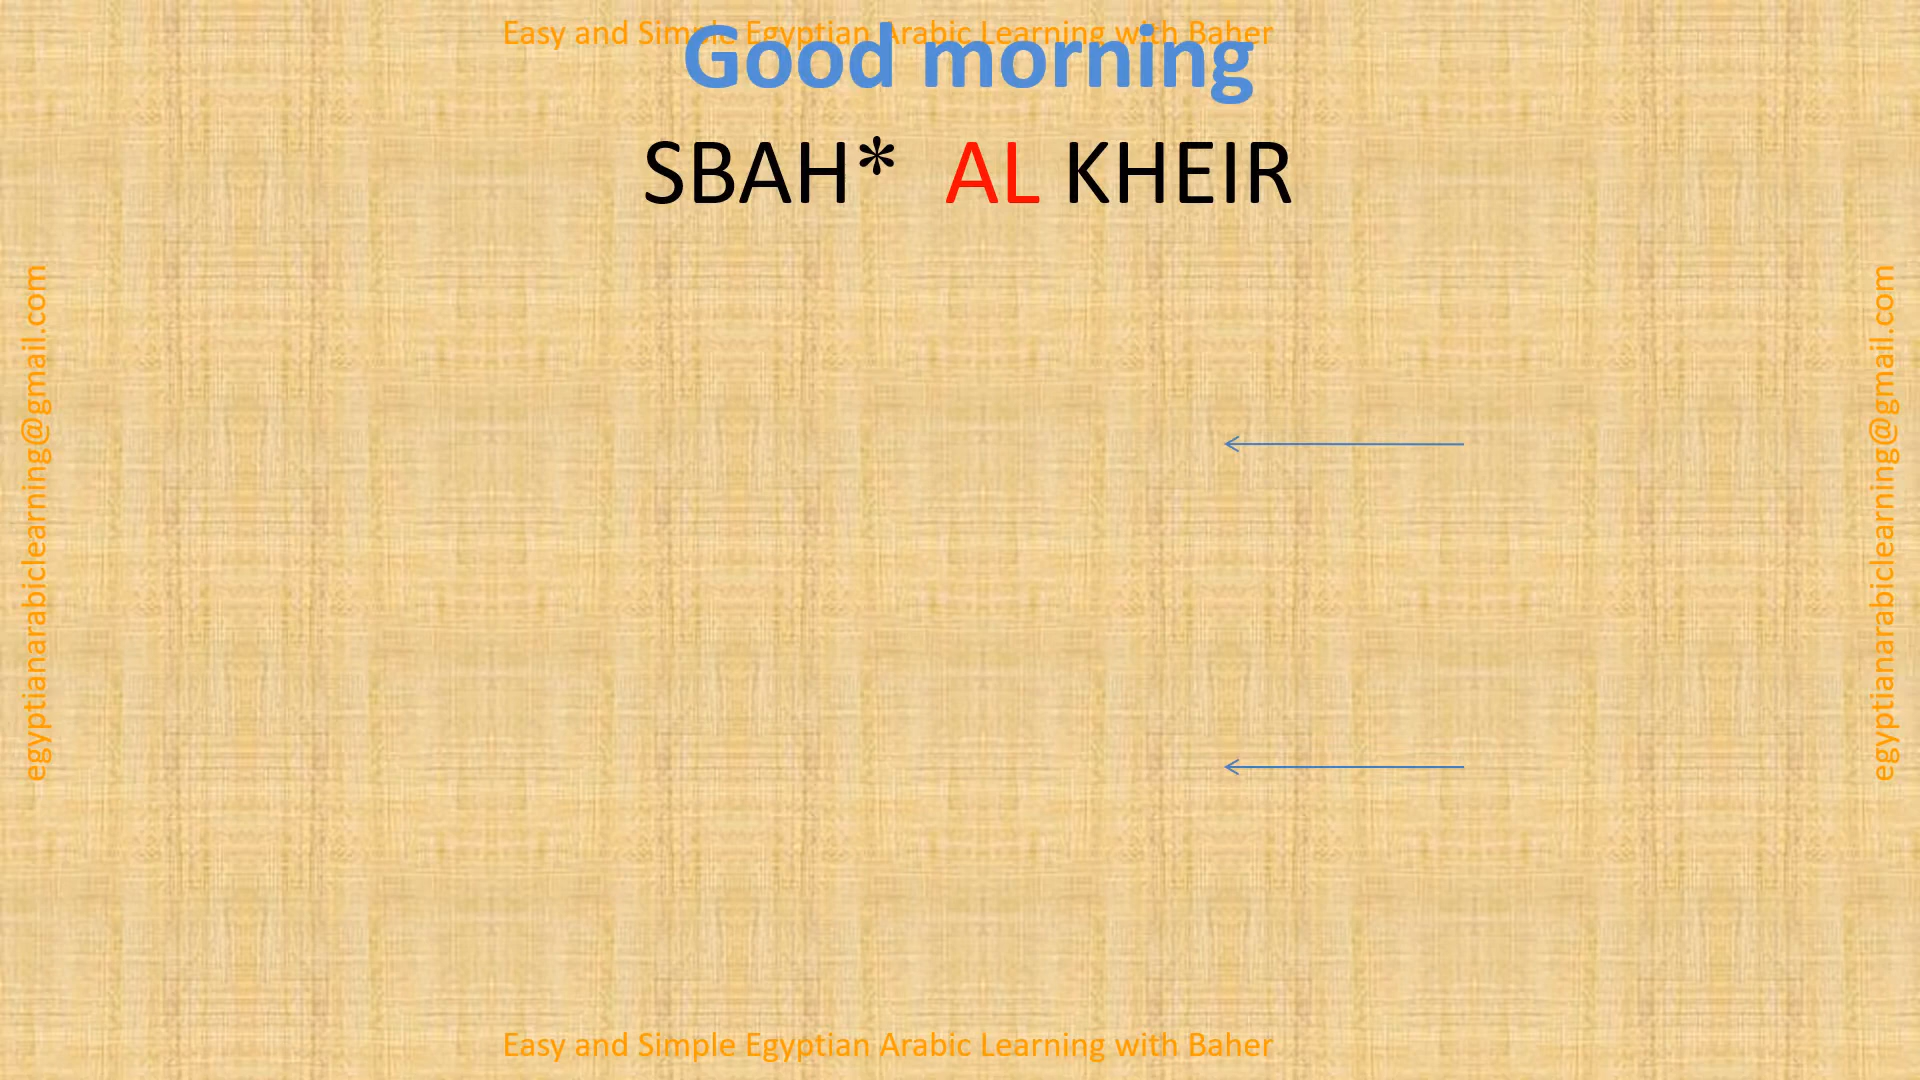 Easy and Simple Egyptian Arabic Learning with Baher
Good morning
SBAH* AL KHEIR
egyptianarabiclearning@gmail.com
egyptianarabiclearning@gmail.com
Easy and Simple Egyptian Arabic Learning with Baher